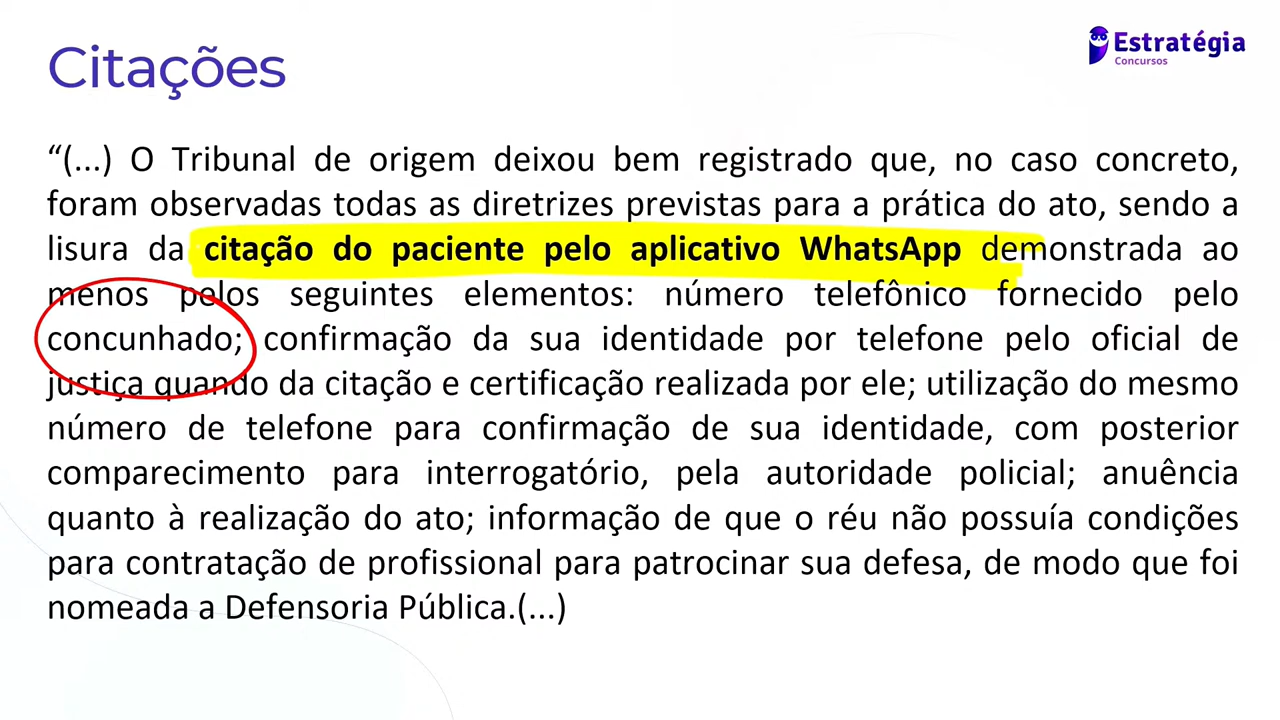 Citações
Estratégia
Concursos
“(...) O Tribunal de origem deixou bem registrado que, no caso concreto,
foram observadas todas as diretrizes previstas para a prática do ato, sendo a
lisura da citação do paciente pelo aplicativo WhatsApp demonstrada ao
menos pelos seguintes elementos: número telefônico fornecido pelo
concunhado; confirmação da sua identidade por telefone pelo oficial de
justiça quando da citação e certificação realizada por ele; utilização do mesmo
número de telefone para confirmação de sua identidade, com posterior
comparecimento para interrogatório, pela autoridade policial; anuência
quanto à realização do ato; informação de que o réu não possuía condições
para contratação de profissional para patrocinar sua defesa, de modo que foi
nomeada a Defensoria Pública.(...)